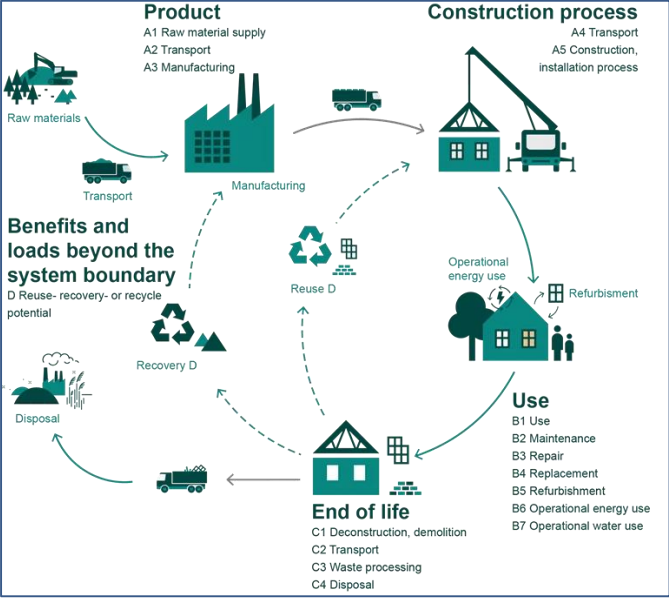 Product
A1 Raw material supply
A2 Transport
A3 Manufacturing
Construction process
A4 Transport
A5 Construction,
installation process
Raw materials
Transport
Manufacturing
Benefits and
loads beyond the
system boundary
D Reuse- recovery- or recycle
potential
Reuse D
Operational
energy use
Refurbisment
Recovery D
Disposal
Use
B1 Use
B2 Maintenance
B3 Repair
B4 Replacement
B5 Refurbishment
B6 Operational energy use
B7 Operational water use
End of life
C1 Deconstruction, demolition
C2 Transport
C3 Waste processing
C4 Disposal